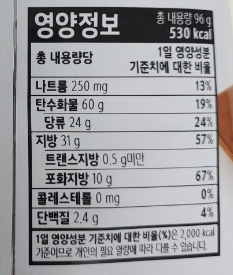 영양정보 총 내용량 96 g
530 kcal
총 내용량당 1일 영양성분
기준치에 대한 비율
나트륨 250 mg 13%
탄수화물 60 g 19%
당류 24 g 24%
지방 31 g 57%
트랜스지방 0.5 g미만
포화지방 10 g 67%
콜레스테롤 0 mg 0%
단백질 2.4 g 4%
1일 영양성분 기준치에 대한 비율(%)은 2,000 kcal
기준이므로 개인의 필요 열량에 따라 다를 수 있습니다.